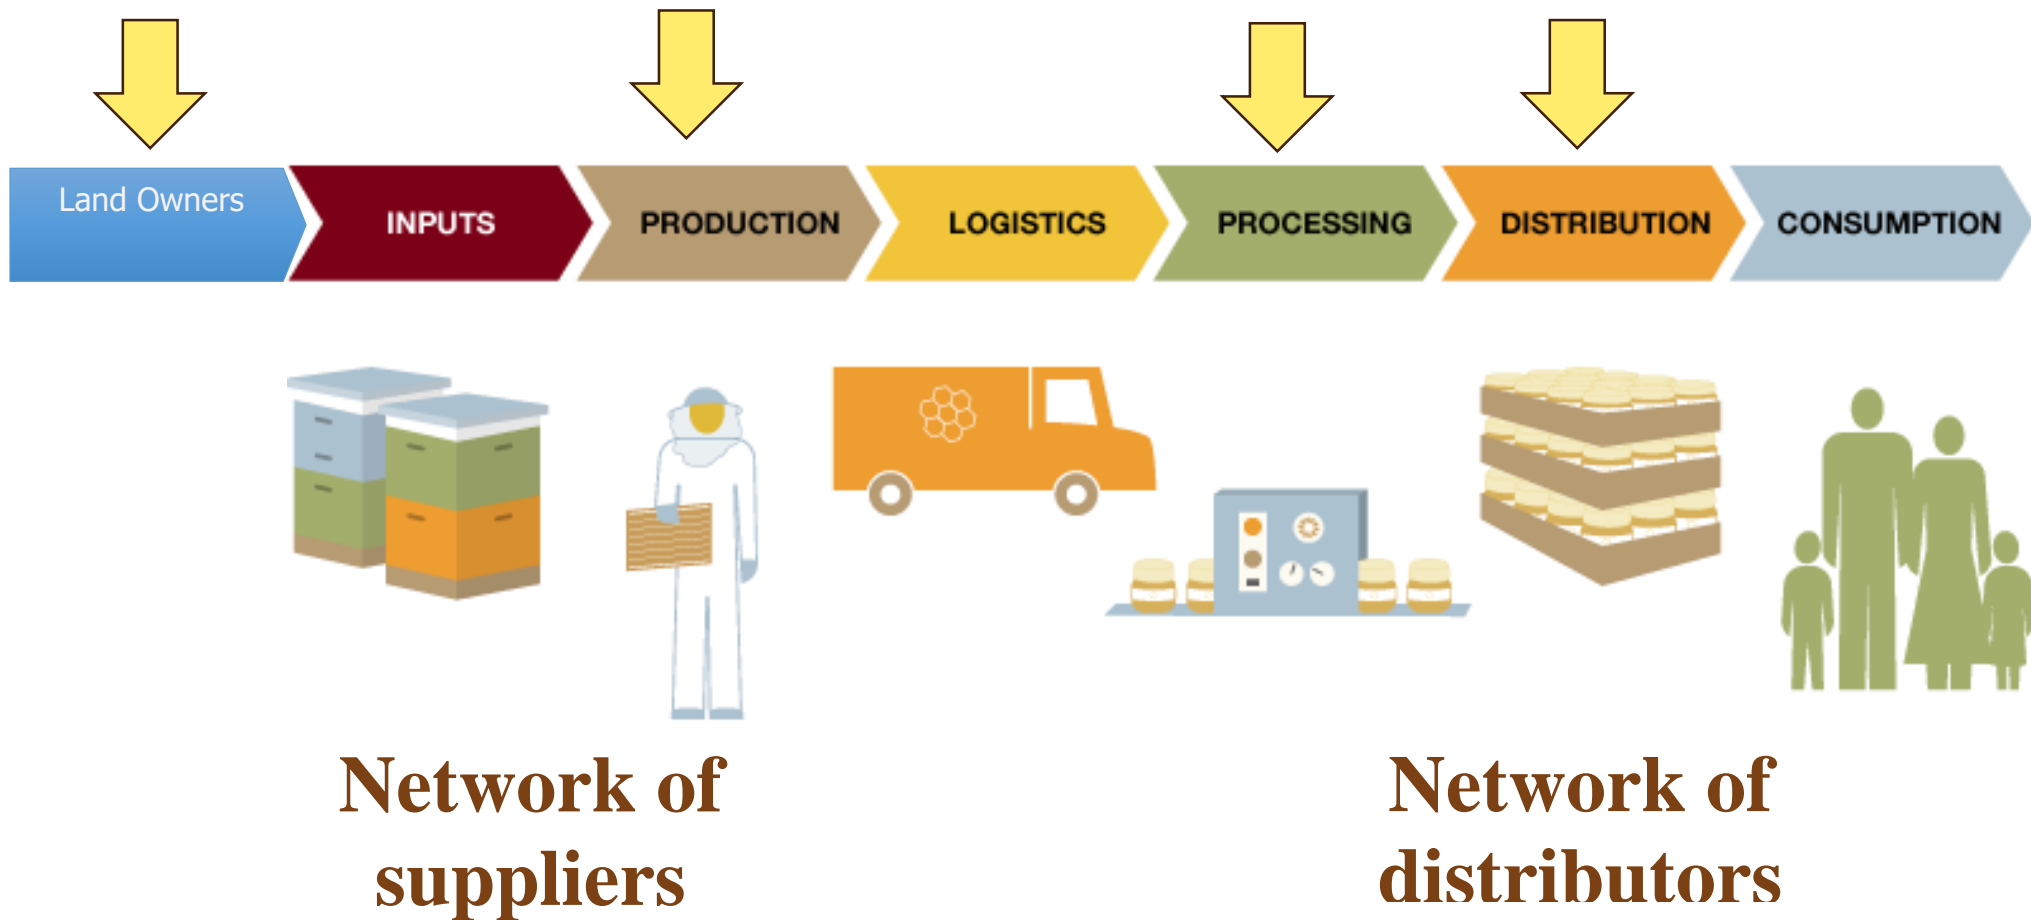 Land Owners
INPUTS
PRODUCTION
LOGISTICS
PROCESSING
DISTRIBUTION
CONSUMPTION
Network of
suppliers
Network of
distributors